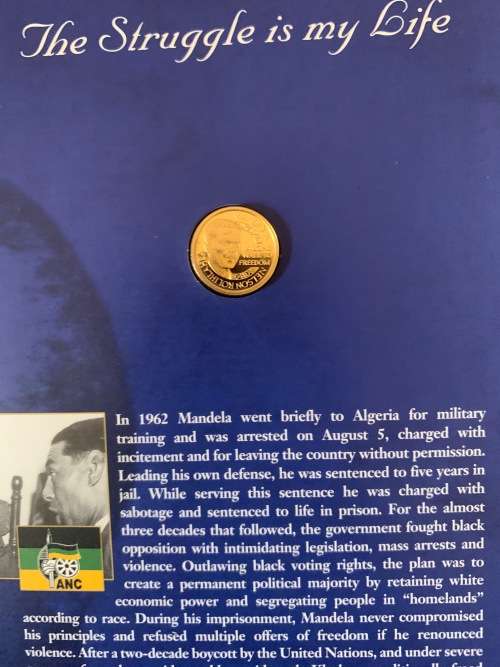 The Struggle is my Life
WALK TO
FREEDOM
NELSON ROLIHLAHLA
In 1962 Mandela went briefly to Algeria for military
training and was arrested on August 5, charged with
incitement and for leaving the country without permission.
Leading his own defense, he was sentenced to five years in
jail. While serving this sentence he was charged with
sabotage and sentenced to life in prison. For the almost
three decades that followed, the government fought black
opposition with intimidating legislation, mass arrests and
violence. Outlawing black voting rights, the plan was to
create a permanent political majority by retaining white
economic power and segregating people in “homelands”
according to race. During his imprisonment, Mandela never compromised
his principles and refused multiple offers of freedom if he renounced
violence. After a two-decade boycott by the United Nations, and under severe
ANC